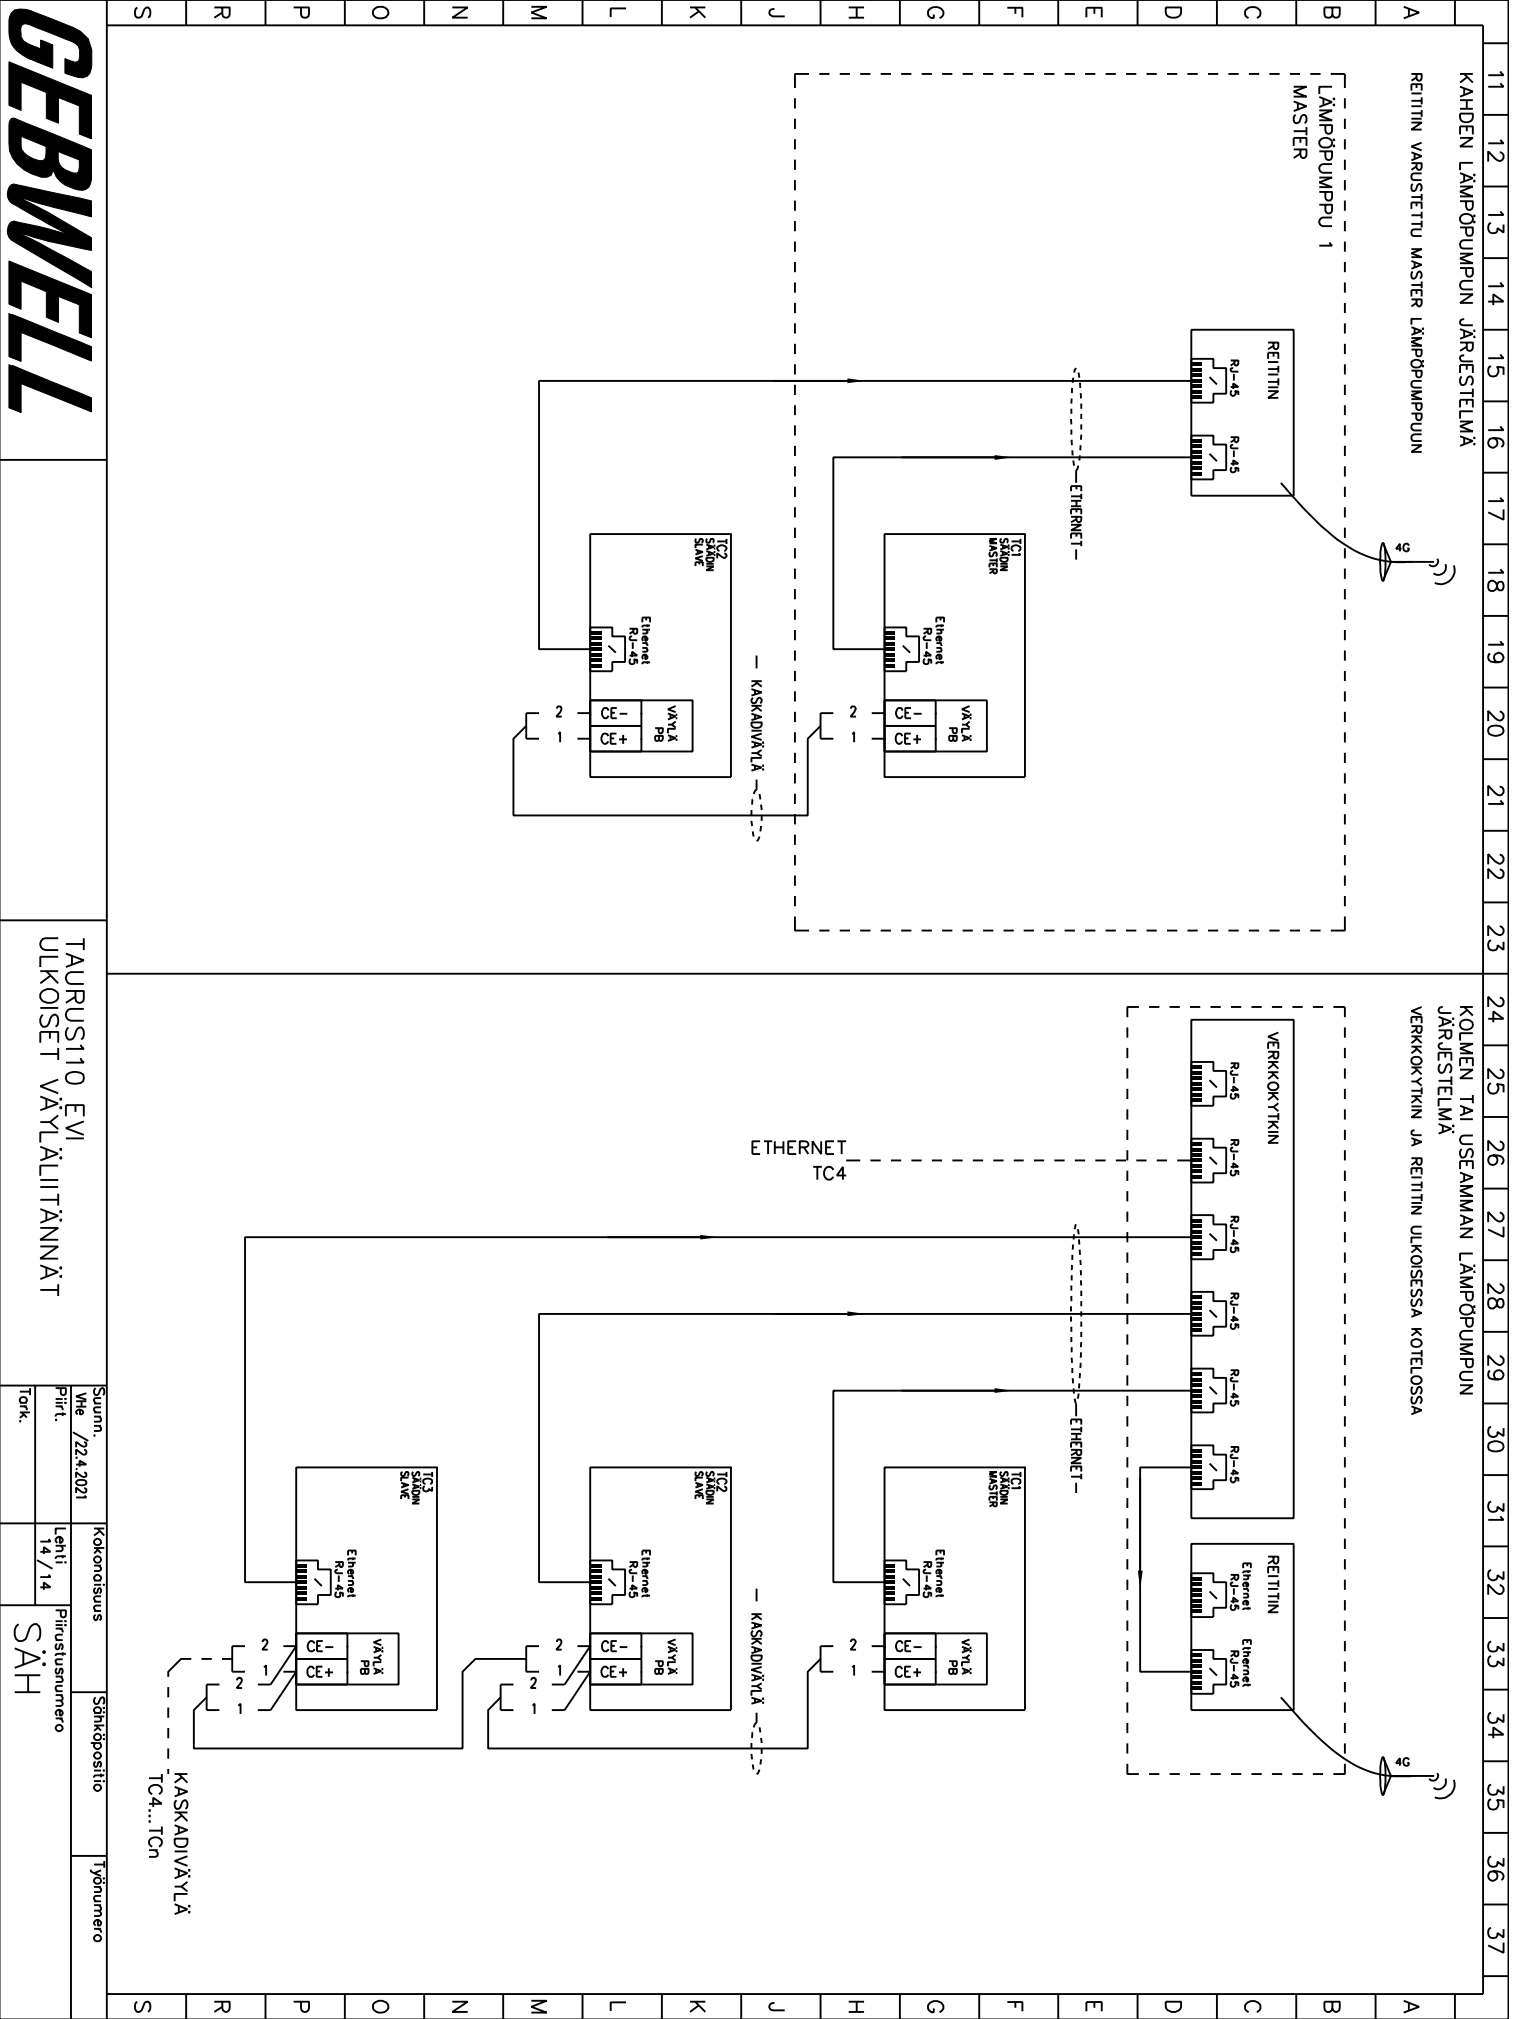 11 12 13 14 15 16 17 18 19 20 21 22 23 24 25 26 27 28 29 30 31 32 33 34 35 36 37
A
B
C
D
E
F
G
H
J
K
L
M
N
O
P
R
S
KAHDEN LÄMPÖPUMPUN JÄRJESTELMÄ
REITITIN VARUSTETTU MASTER LÄMPÖPUMPPUUN
LÄMPÖPUMPPU 1
MASTER
4G
REITITIN
RJ-45
RJ-45
ETHERNET
TC1
SÄÄDIN
MASTER
Ethernet
RJ-45
VÄYLÄ
PB
CE-
CE+
2
1
KASKADIVÄYLÄ
TC2
SÄÄDIN
SLAVE
Ethernet
RJ-45
VÄYLÄ
PB
CE-
CE+
2
1
KOLMEN TAI USEAMMAN LÄMPÖPUMPUN
JÄRJESTELMÄ
VERKKOKYTKIN JA REITITIN ULKOISESSA KOTELOSSA
4G
VERKKOKYTKIN
RJ-45
RJ-45
RJ-45
RJ-45
RJ-45
RJ-45
REITITIN
Ethernet
RJ-45
Ethernet
RJ-45
ETHERNET
TC4
ETHERNET
TC1
SÄÄDIN
MASTER
Ethernet
RJ-45
VÄYLÄ
PB
CE-
CE+
2
1
KASKADIVÄYLÄ
TC2
SÄÄDIN
SLAVE
Ethernet
RJ-45
VÄYLÄ
PB
CE-
CE+
2
1
2
1
TC3
SÄÄDIN
SLAVE
Ethernet
RJ-45
VÄYLÄ
PB
CE-
CE+
2
1
2
1
KASKADIVÄYLÄ
TC4...TCn
A
B
C
D
E
F
G
H
J
K
L
M
N
O
P
R
S
GEBWELL
TAURUS110 EVI
ULKOISET VÄYLÄLIITÄNNÄT
Suunn.
VHe /22.4.2021
Piirt.
Tark.
Kokonaisuus
Lehti
14/14
Sähköpositio
Piirustusnumero
SÄH
Työnumero